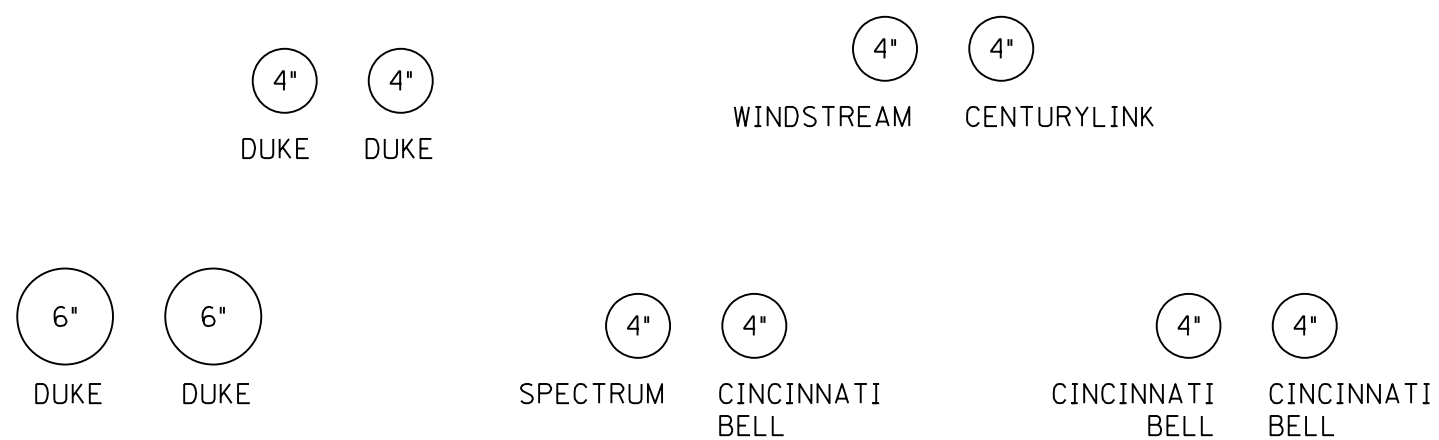 4" 4"
WINDSTREAM CENTURYLINK
4" 4"
DUKE DUKE
6" 6"
DUKE DUKE
4" 4"
SPECTRUM CINCINNATI
BELL
4" 4"
CINCINNATI CINCINNATI
BELL BELL